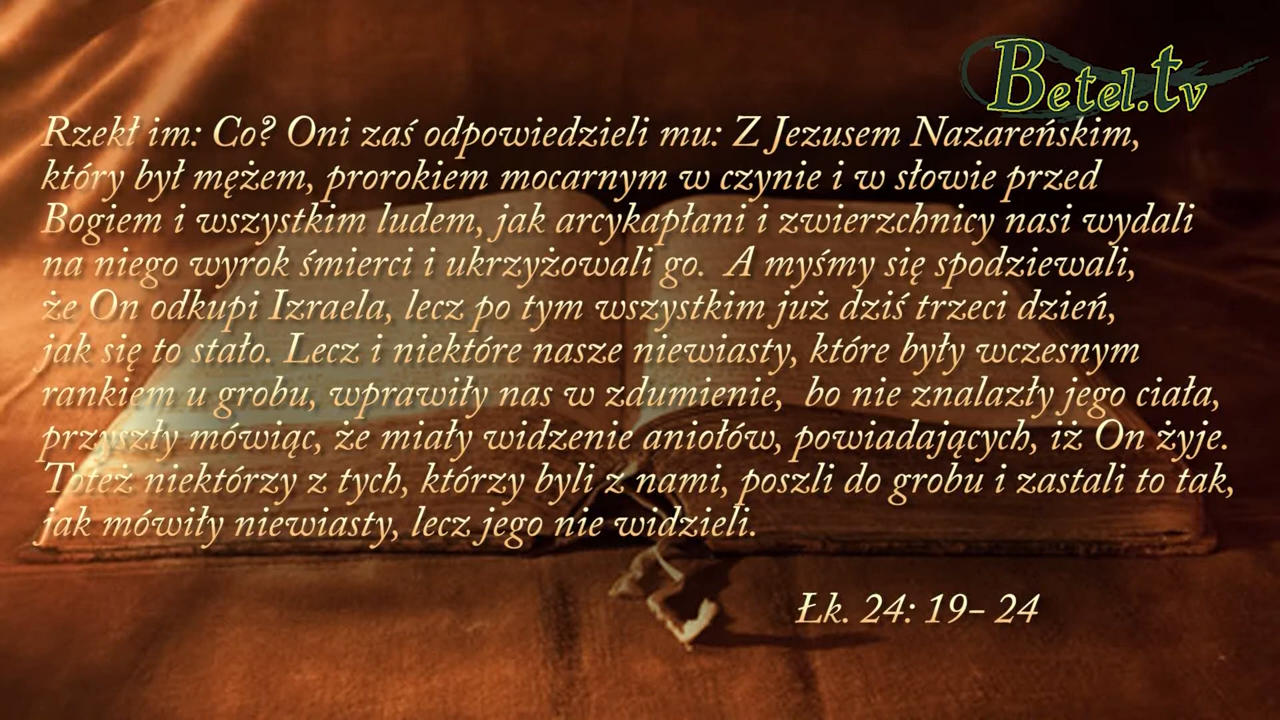 Betel.tv
Rzekł im: Co? Oni zaś odpowiedzieli mu: Z Jezusem Nazareńskim,
który był mężem, prorokiem mocarnym w czynie i w słowie przed
Bogiem i wszystkim ludem, jak arcykapłani i zwierzchnicy nasi wydali
na niego wyrok śmierci i ukrzyżowali go.  A myśmy się spodziewali,
że On odkupi Izraela, lecz po tym wszystkim już dziś trzeci dzień,
jak się to stało. Lecz i niektóre nasze niewiasty, które były wczesnym
rankiem u grobu, wprawiły nas w zdumienie,  bo nie znalazły jego ciała,
przyszły mówiąc, że miały widzenie aniołów, powiadających, iż On żyje.
Toteż niektórzy z tych, którzy byli z nami, poszli do grobu i zastali to tak,
jak mówiły niewiasty, lecz jego nie widzieli.
Łk. 24: 19- 24